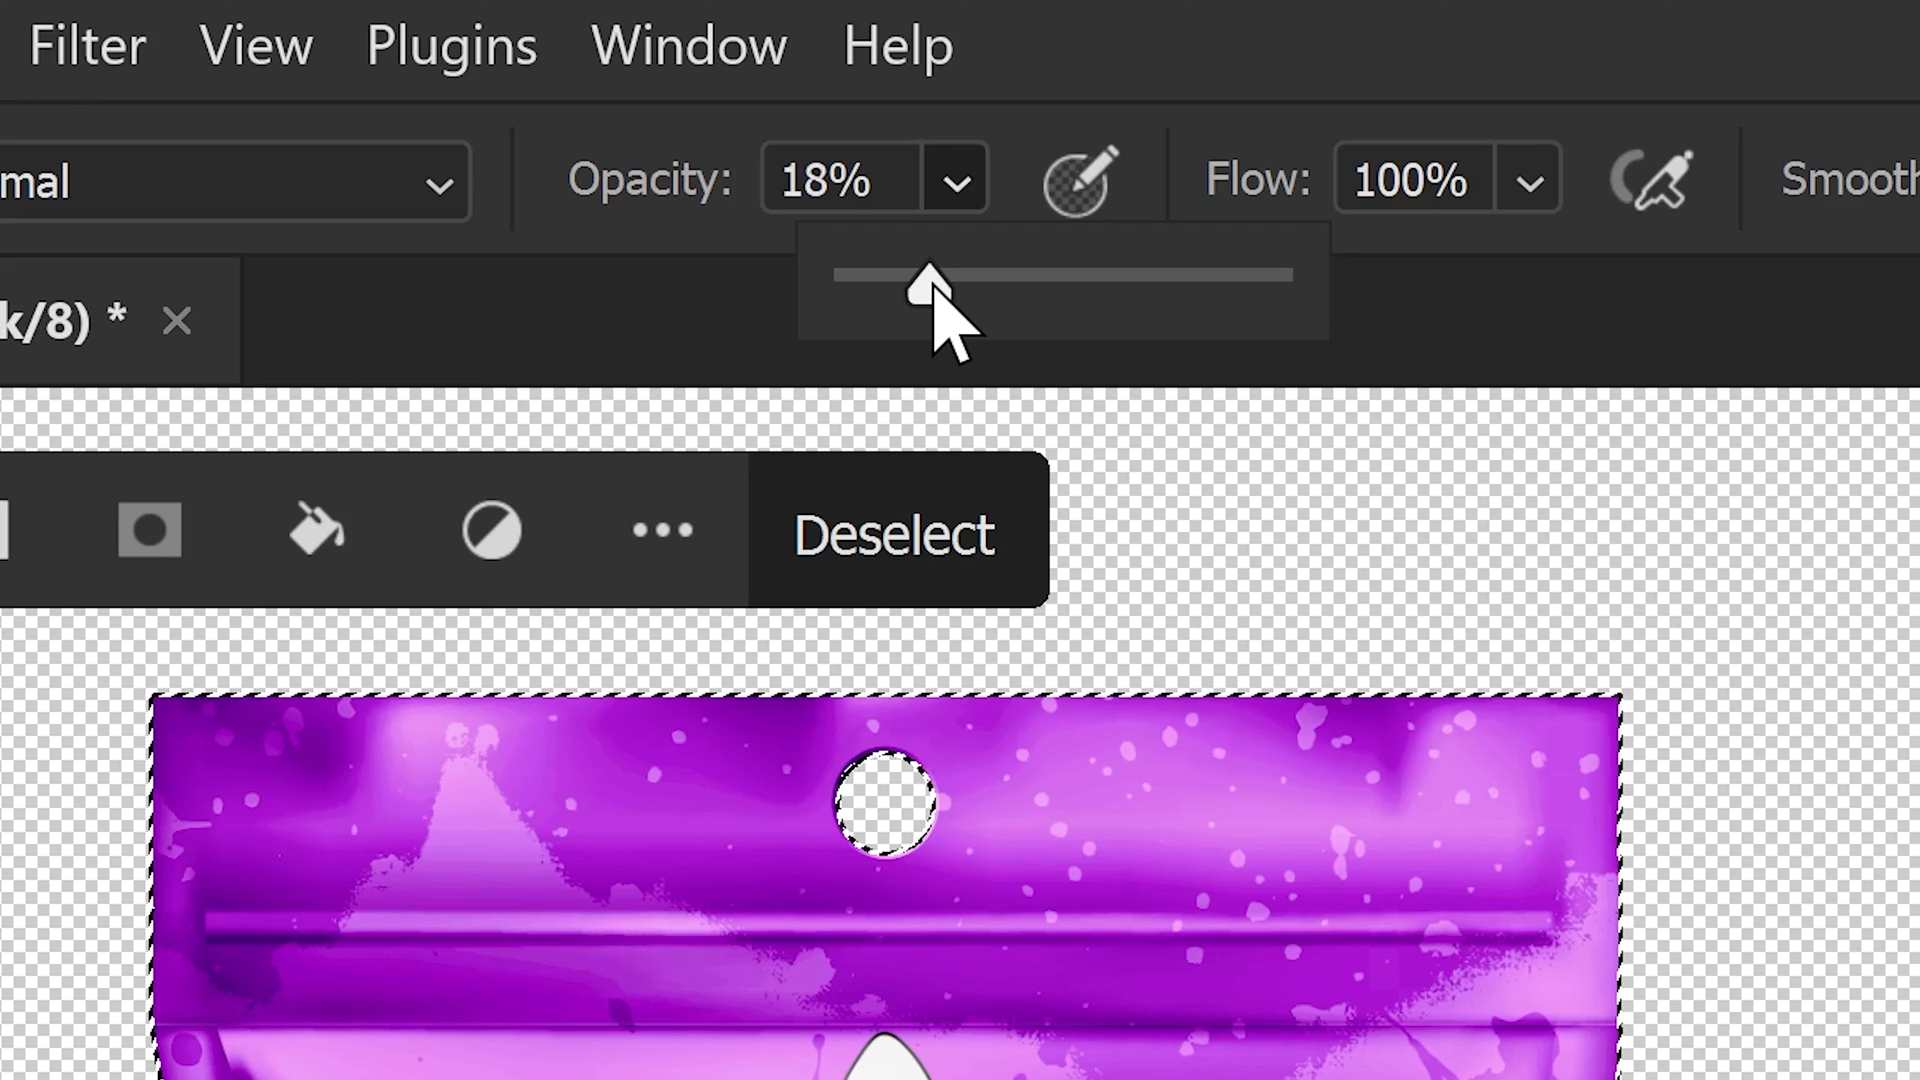 Filter View Plugins Window Help
mal Opacity: 18% Flow: 100% Smooth
k/8) *
Deselect